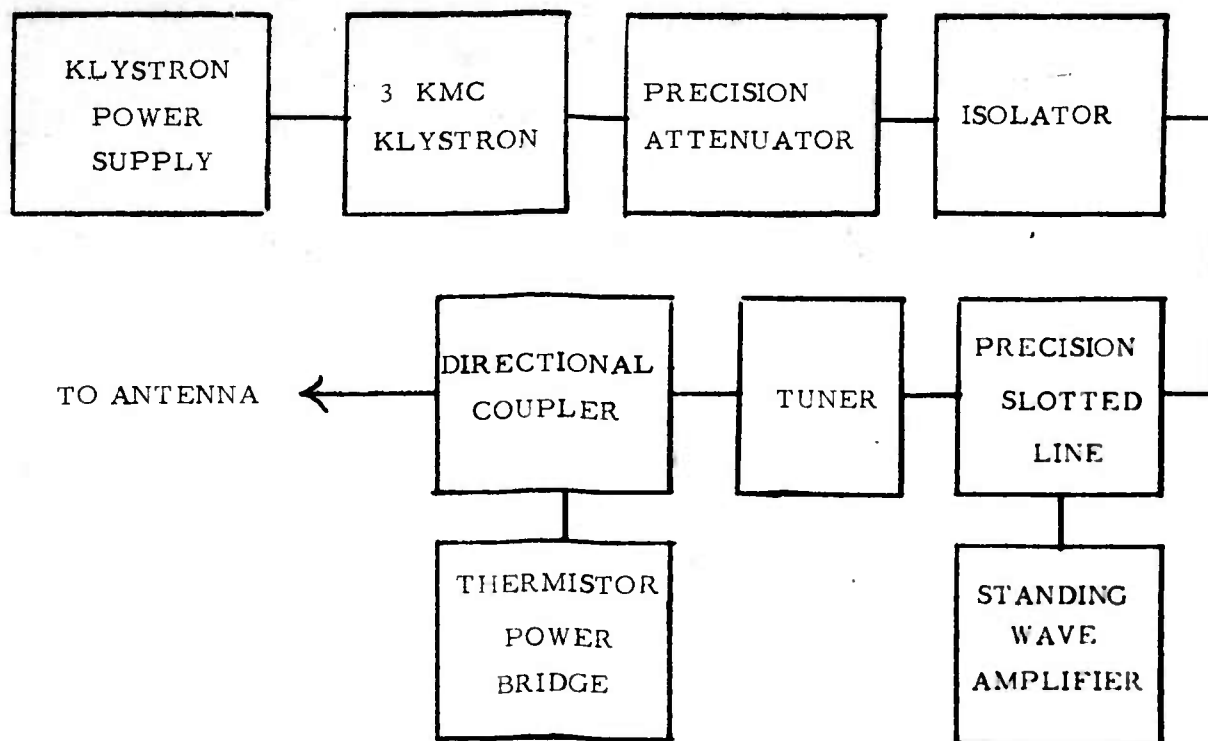 KLYSTRON
POWER
SUPPLY
3 KMC
KLYSTRON
PRECISION
ATTENUATOR
ISOLATOR
TO ANTENNA
DIRECTIONAL
COUPLER
TUNER
PRECISION
SLOTTED
LINE
THERMISTOR
POWER
BRIDGE
STANDING
WAVE
AMPLIFIER